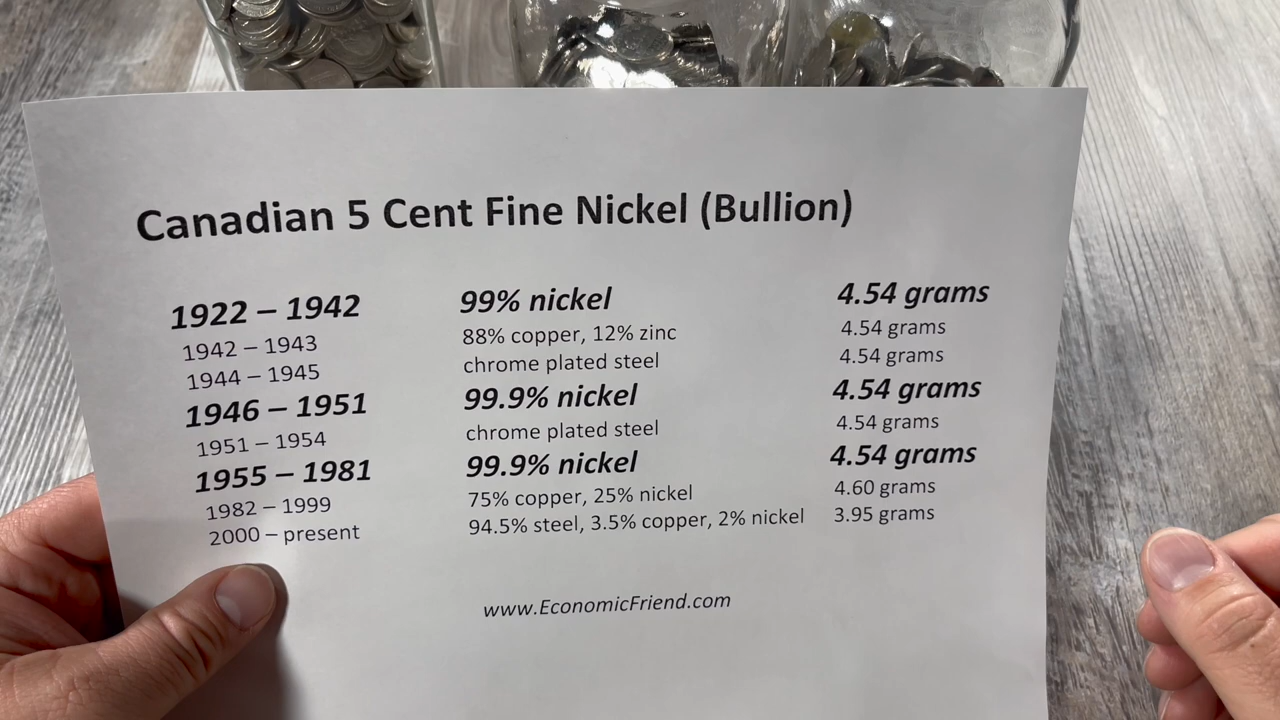 Canadian 5 Cent Fine Nickel (Bullion)
1922 – 1942 99% nickel 4.54 grams
1942 – 1943 88% copper, 12% zinc 4.54 grams
1944 – 1945 chrome plated steel 4.54 grams
1946 – 1951 99.9% nickel 4.54 grams
1951 – 1954 chrome plated steel 4.54 grams
1955 – 1981 99.9% nickel 4.54 grams
1982 – 1999 75% copper, 25% nickel 4.60 grams
2000 – present 94.5% steel, 3.5% copper, 2% nickel 3.95 grams
www.EconomicFriend.com